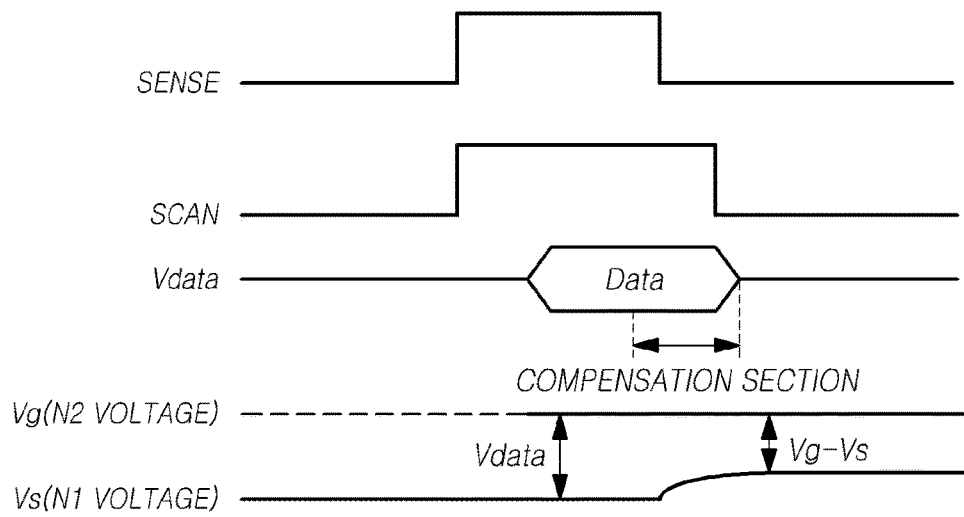 SENSE
SCAN
Vdata
Data
COMPENSATION SECTION
Vg(N2 VOLTAGE)
Vdata
Vg-Vs
Vs(N1 VOLTAGE)